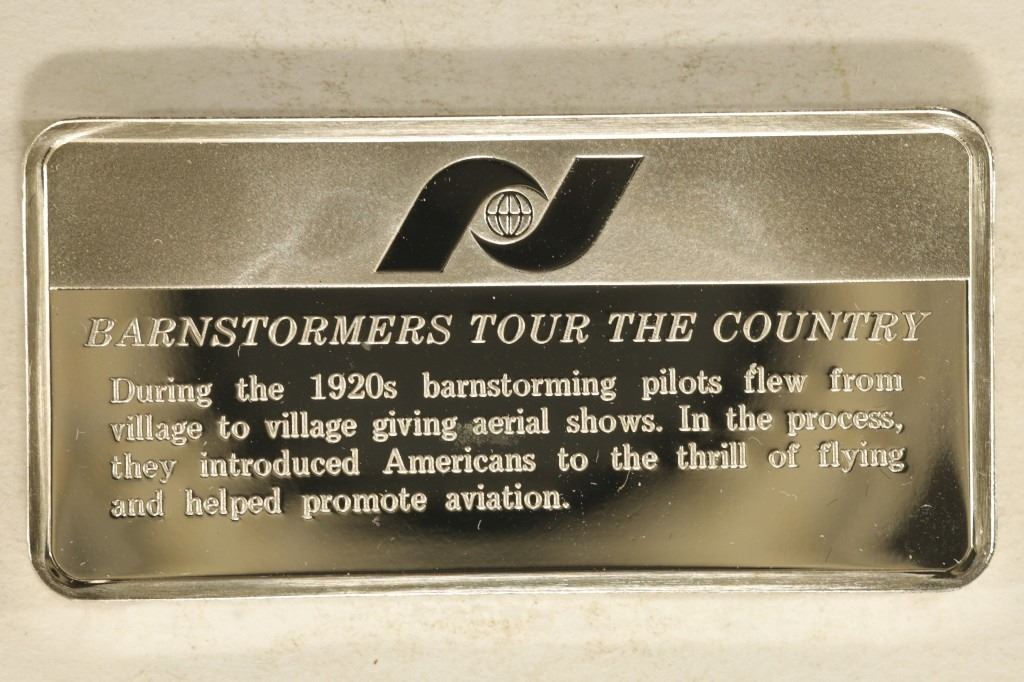 BARNSTORMERS TOUR THE COUNTRY
During the 1920s barnstorming pilots flew from
village to village giving aerial shows. In the process,
they introduced Americans to the thrill of flying
and helped promote aviation.